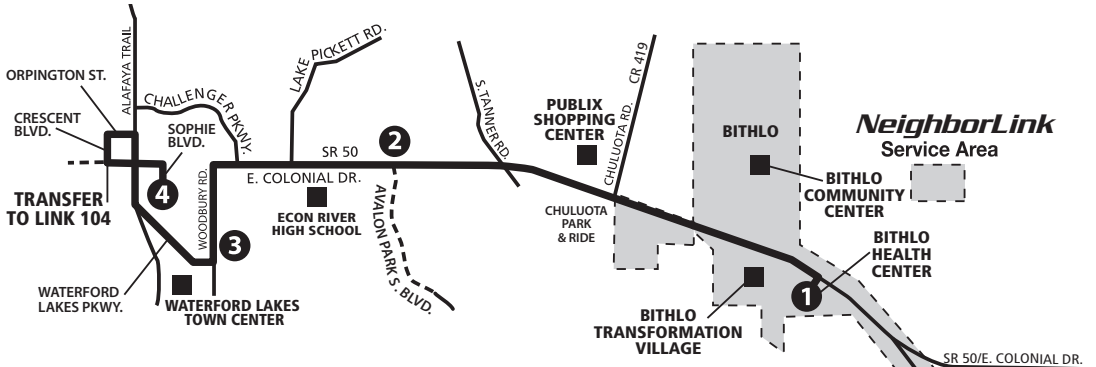 ORPINGTON ST.
ALAFAYA TRAIL
CRESCENT
BLVD.
CHALLENGER PKWY.
SOPHIE
BLVD.
4
TRANSFER
TO LINK 104
WOODBURY RD.
3
WATERFORD
LAKES PKWY.
WATERFORD LAKES
TOWN CENTER
LAKE PICKETT RD.
SR 50
E. COLONIAL DR.
2
ECON RIVER
HIGH SCHOOL
AVALON PARK S. BLVD.
S.TANNER RD.
PUBLIX
SHOPPING
CENTER
CHULUOTA RD.
CR 419
CHULUOTA
PARK
& RIDE
BITHLO
BITHLO
COMMUNITY
CENTER
NeighborLink
Service Area
BITHLO
HEALTH
CENTER
1
BITHLO
TRANSFORMATION
VILLAGE
SR 50/E. COLONIAL DR.